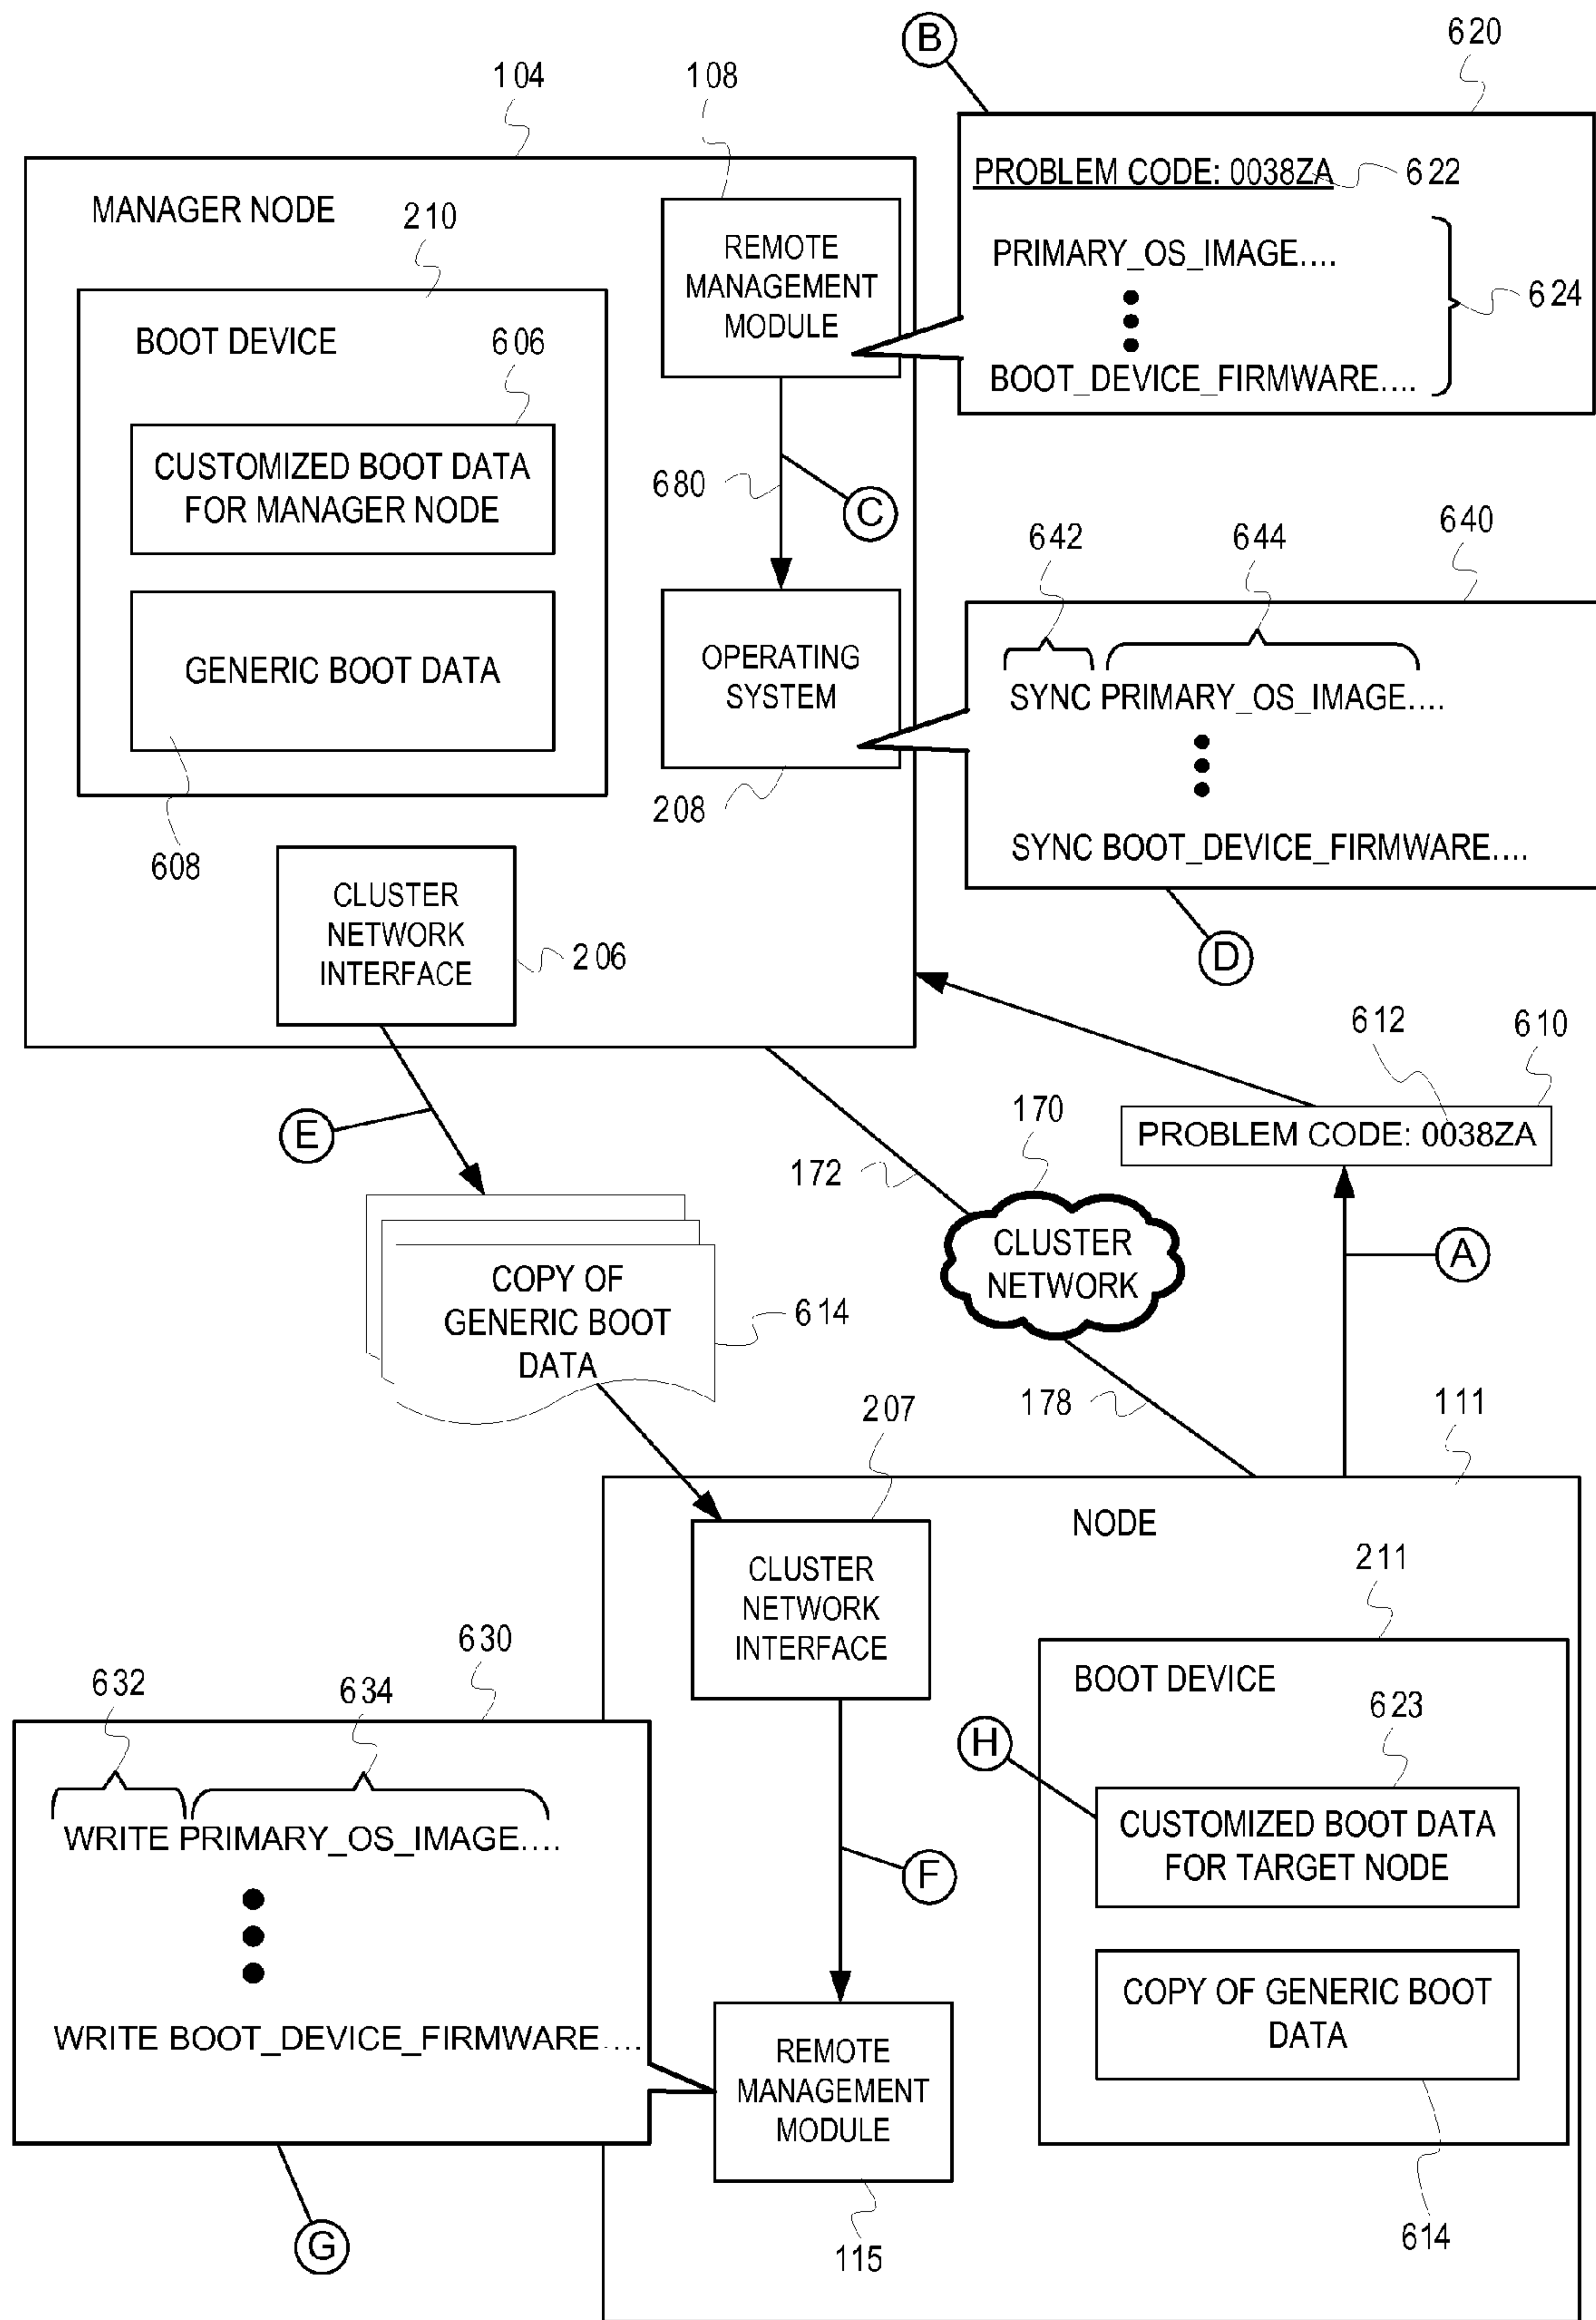 B
620
104
108
PROBLEM CODE: 0038ZA
622
MANAGER NODE
210
REMOTE
MANAGEMENT
MODULE
PRIMARY_OS_IMAGE....
624
BOOT DEVICE
606
BOOT_DEVICE_FIRMWARE....
CUSTOMIZED BOOT DATA
FOR MANAGER NODE
680
C
642
644
640
GENERIC BOOT DATA
OPERATING
SYSTEM
SYNC PRIMARY_OS_IMAGE....
208
608
SYNC BOOT_DEVICE_FIRMWARE....
CLUSTER
NETWORK
INTERFACE
206
D
612
610
E
170
PROBLEM CODE: 0038ZA
172
CLUSTER
NETWORK
A
COPY OF
GENERIC BOOT
DATA
614
178
207
111
NODE
211
CLUSTER
NETWORK
INTERFACE
630
632
634
BOOT DEVICE
623
H
CUSTOMIZED BOOT DATA
FOR TARGET NODE
WRITE PRIMARY_OS_IMAGE....
F
COPY OF GENERIC BOOT
DATA
WRITE BOOT_DEVICE_FIRMWARE....
REMOTE
MANAGEMENT
MODULE
G
115
614